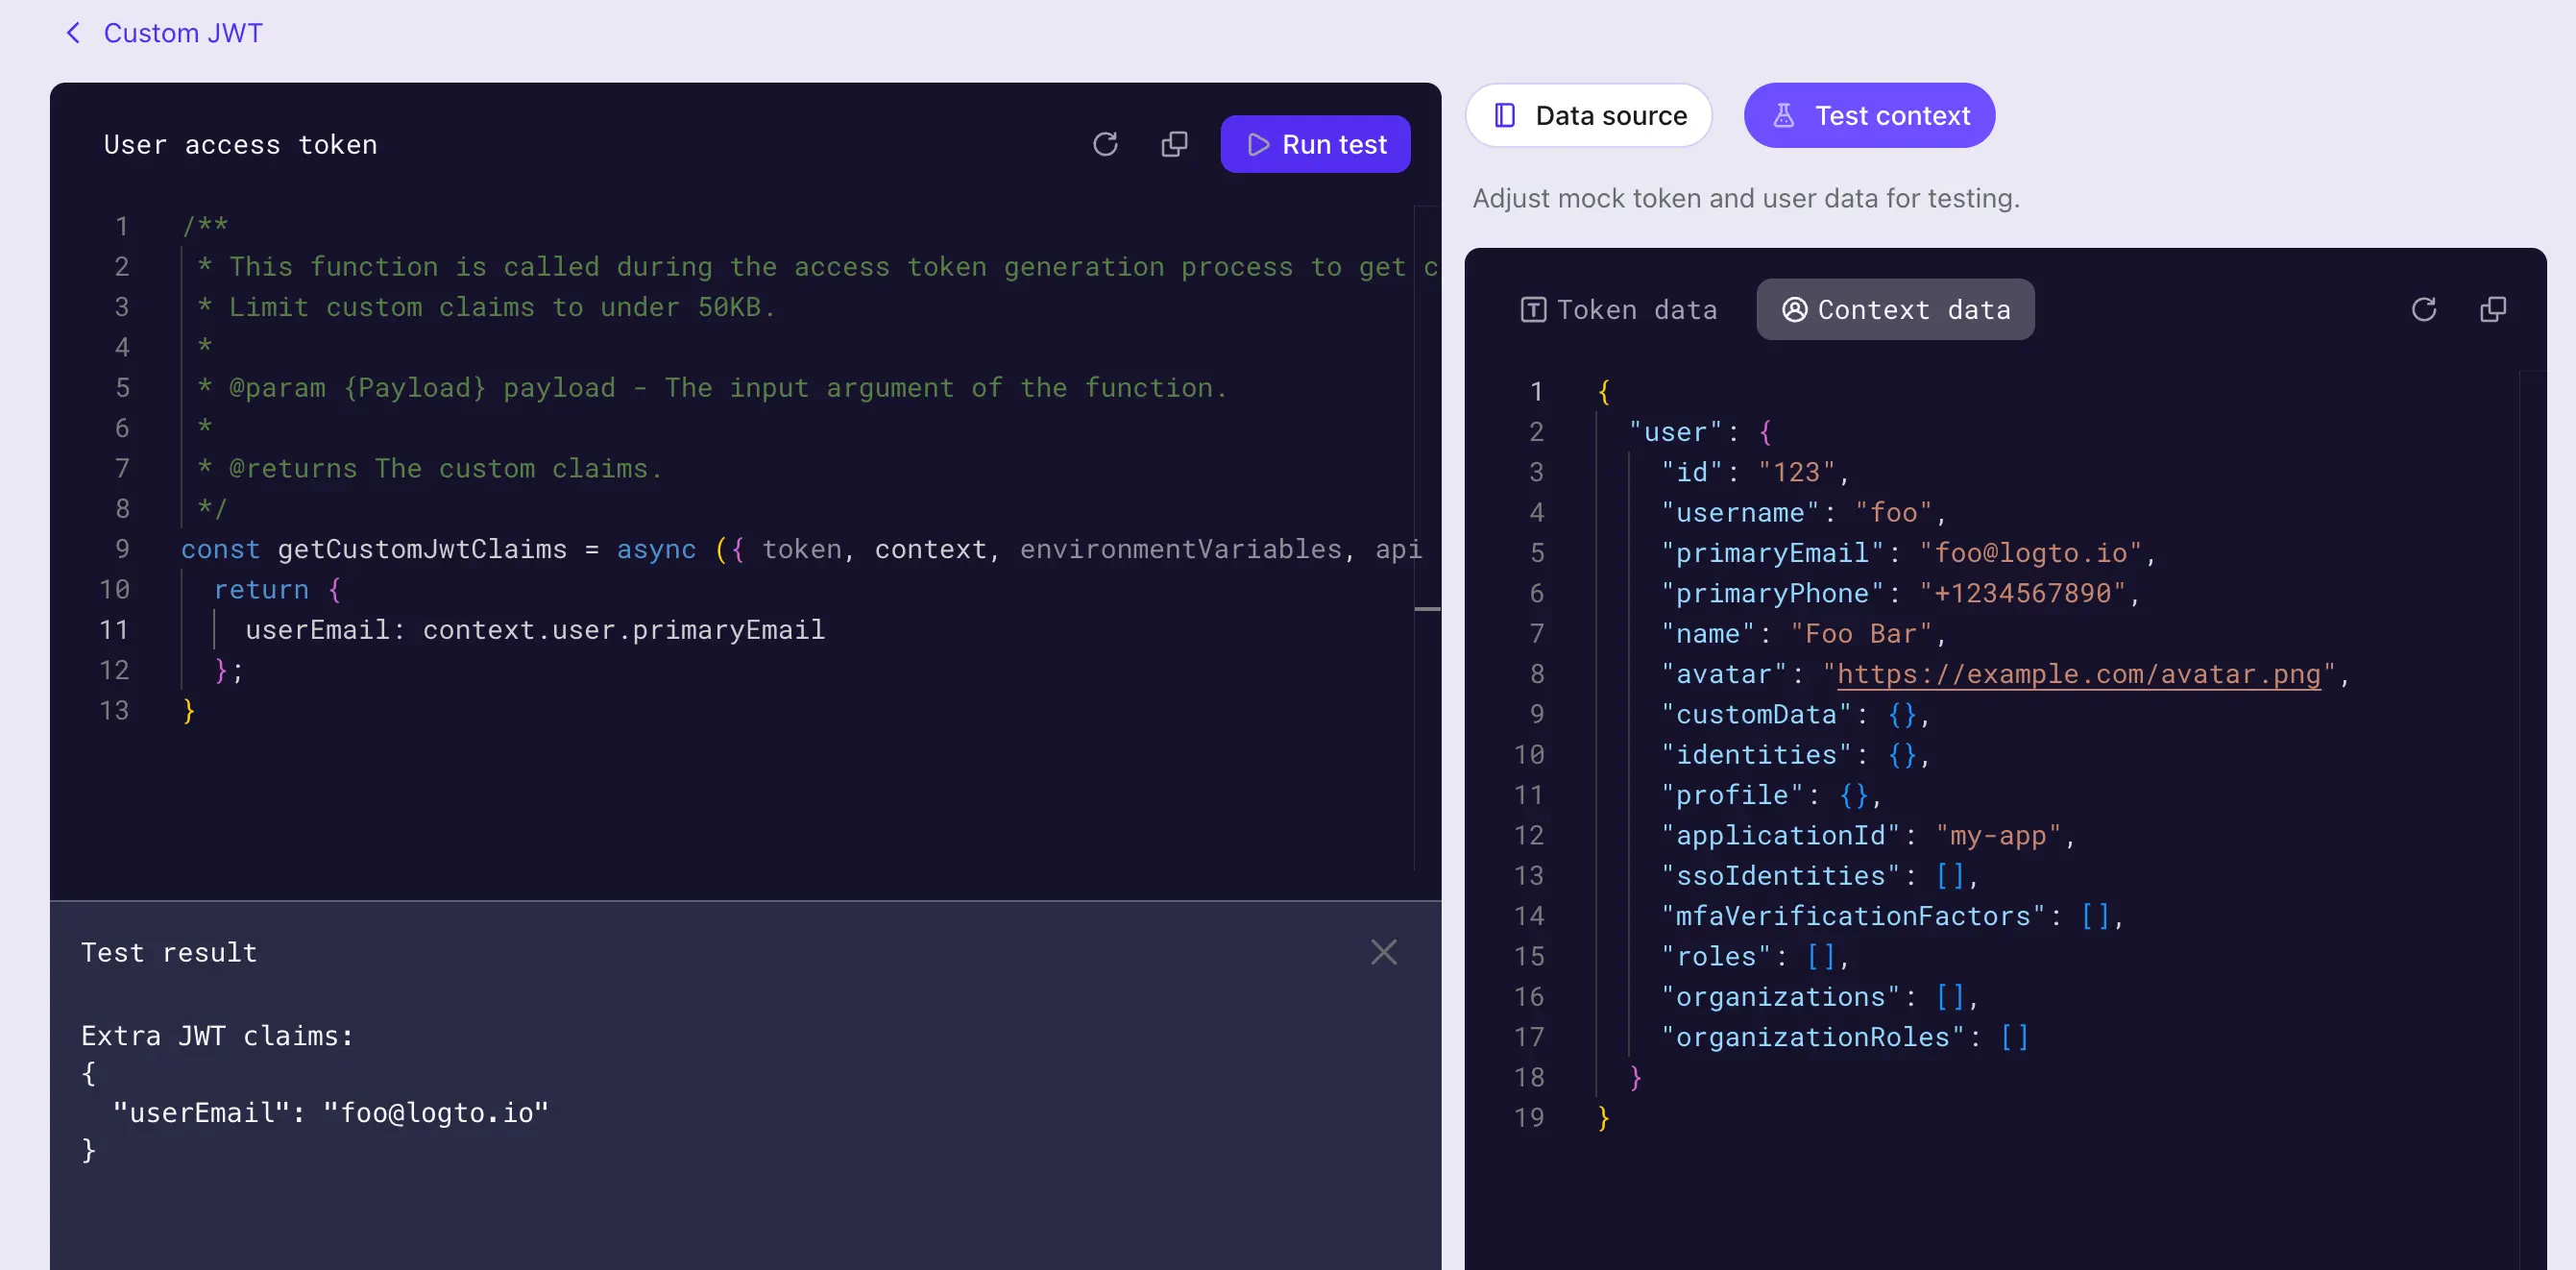 Custom JWT
User access token
Run test
1 /**
2  * This function is called during the access token generation process to get c
3  * Limit custom claims to under 50KB.
4  *
5  * @param {Payload} payload - The input argument of the function.
6  *
7  * @returns The custom claims.
8  */
9 const getCustomJwtClaims = async ({ token, context, environmentVariables, api
10   return {
11     userEmail: context.user.primaryEmail
12   };
13 }
Test result
Extra JWT claims:
{
  "userEmail": "foo@logto.io"
}
Data source
Test context
Adjust mock token and user data for testing.
Token data
Context data
1 {
2   "user": {
3     "id": "123",
4     "username": "foo",
5     "primaryEmail": "foo@logto.io",
6     "primaryPhone": "+1234567890",
7     "name": "Foo Bar",
8     "avatar": "https://example.com/avatar.png",
9     "customData": {},
10     "identities": {},
11     "profile": {},
12     "applicationId": "my-app",
13     "ssoIdentities": [],
14     "mfaVerificationFactors": [],
15     "roles": [],
16     "organizations": [],
17     "organizationRoles": []
18   }
19 }